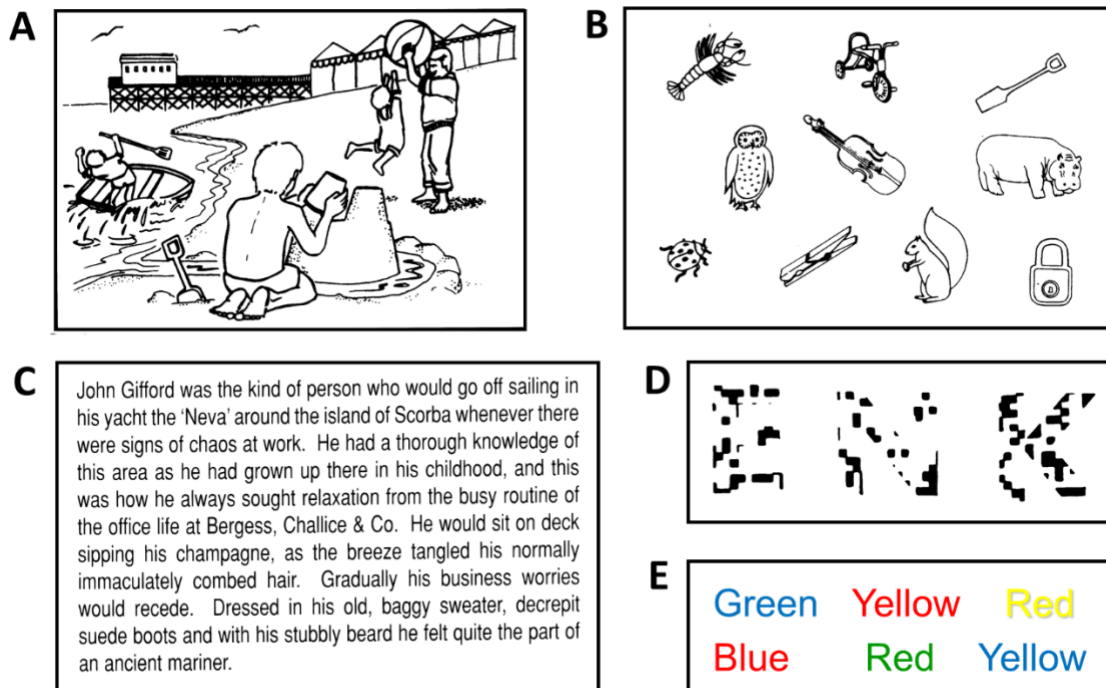 A
B
C
John Gifford was the kind of person who would go off sailing in
his yacht the ‘Neva’ around the island of Scorba whenever there
were signs of chaos at work. He had a thorough knowledge of
this area as he had grown up there in his childhood, and this
was how he always sought relaxation from the busy routine of
the office life at Bergess, Challice & Co. He would sit on deck
sipping his champagne, as the breeze tangled his normally
immaculately combed hair. Gradually his business worries
would recede. Dressed in his old, baggy sweater, decrepit
suede boots and with his stubbly beard he felt quite the part of
an ancient mariner.
D
E N K
E
Green Yellow Red
Blue Red Yellow